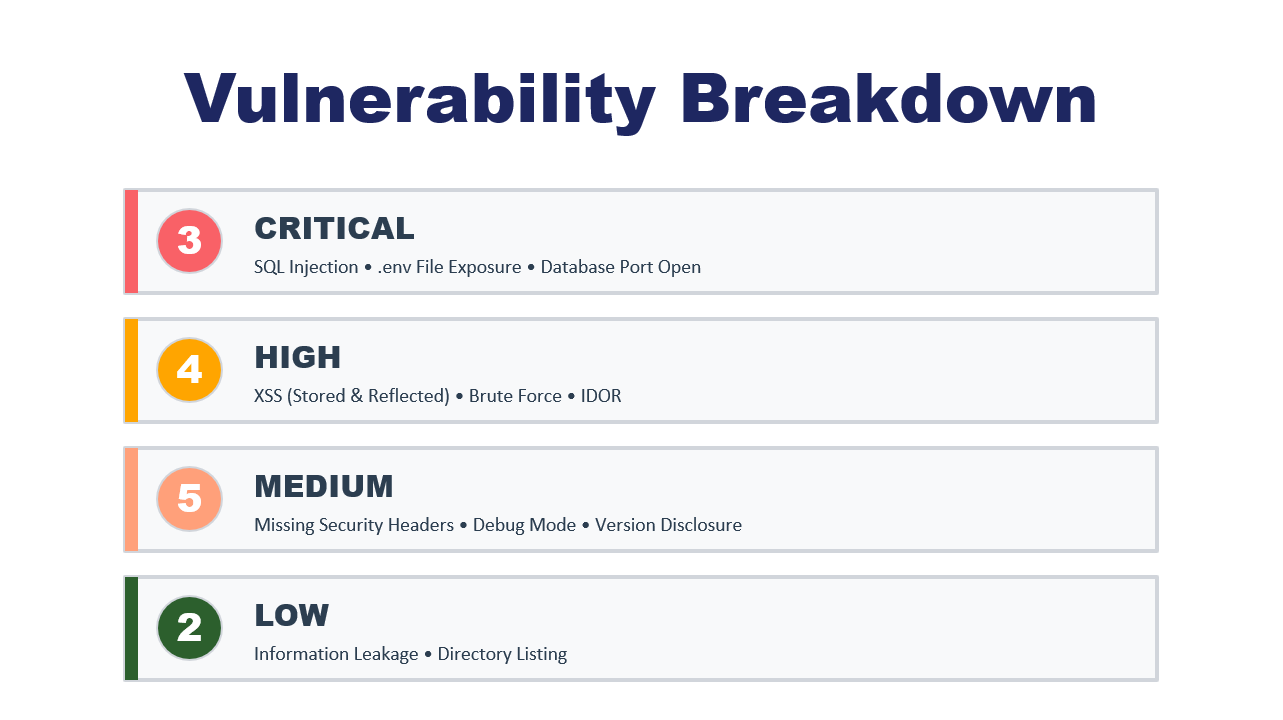 Vulnerability Breakdown
3
CRITICAL
SQL Injection • .env File Exposure • Database Port Open
4
HIGH
XSS (Stored & Reflected) • Brute Force • IDOR
5
MEDIUM
Missing Security Headers • Debug Mode • Version Disclosure
2
LOW
Information Leakage • Directory Listing